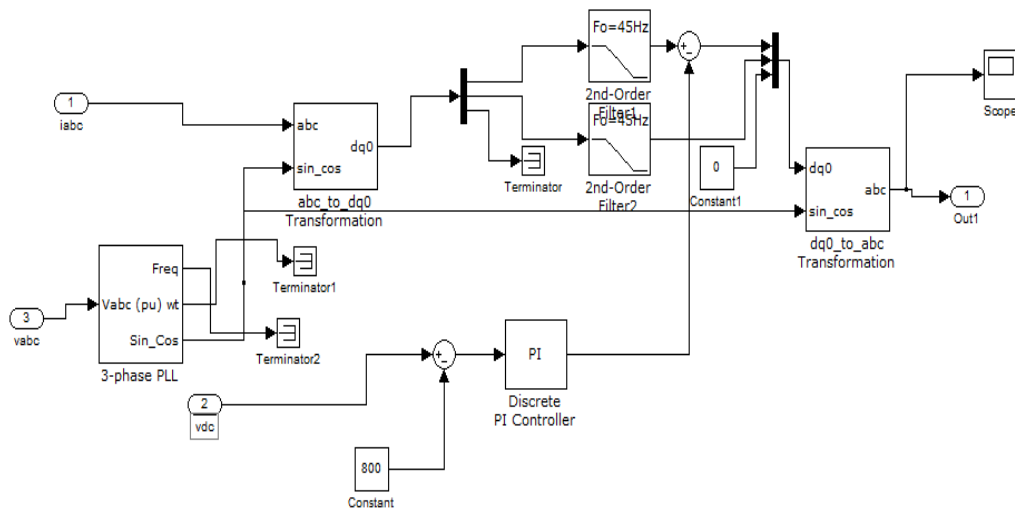 1
iabc
abc
dq0
sin_cos
abc_to_dq0
Transformation
Fo=45Hz
2nd-Order
Filter1
Fo=45Hz
2nd-Order
Filter2
Terminator
0
Constant1
dq0
abc
sin_cos
dq0_to_abc
Transformation
Scope
1
Out1
Freq
Vabc (pu) wt
Sin_Cos
3-phase PLL
3
vabc
Terminator1
Terminator2
2
vdc
PI
Discrete
PI Controller
800
Constant